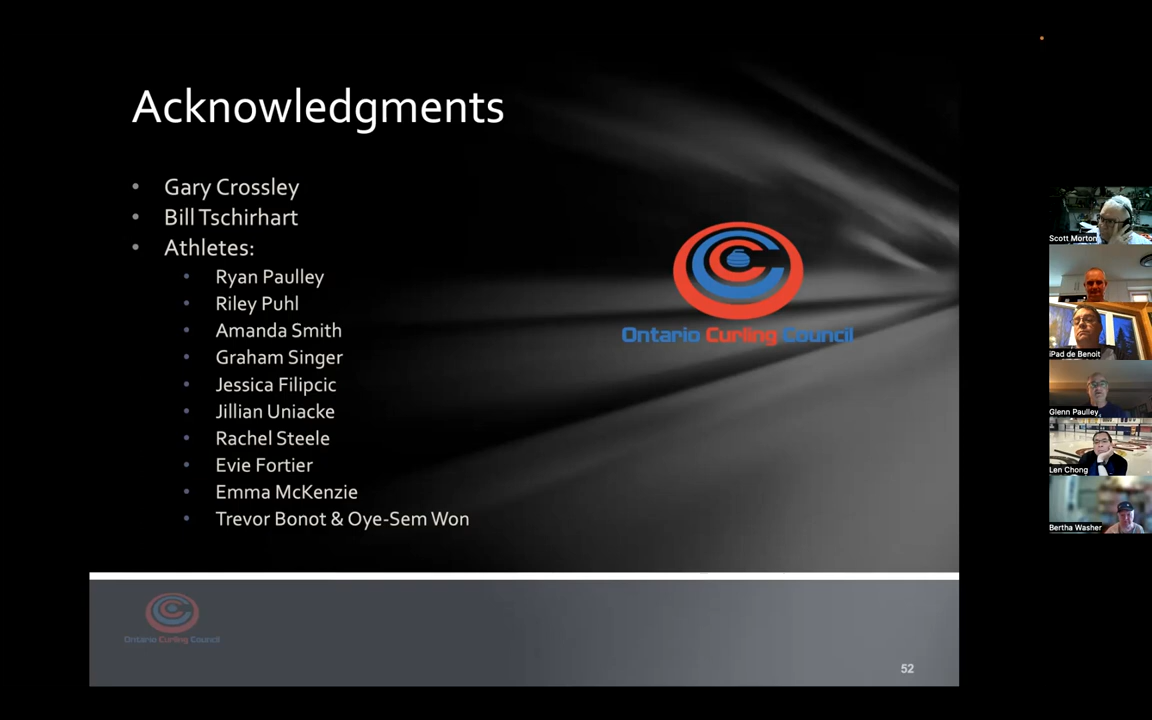 Acknowledgments
• Gary Crossley
• Bill Tschirhart
• Athletes:
• Ryan Paulley
• Riley Puhl
• Amanda Smith
• Graham Singer
• Jessica Filipcic
• Jillian Uniacke
• Rachel Steele
• Evie Fortier
• Emma McKenzie
• Trevor Bonot & Oye-Sem Won
Ontario Curling Council
Ontario Curling Council
52
Scott Morton
iPad de Benoit
Glenn Paulley
Len Chong
Bertha Washer